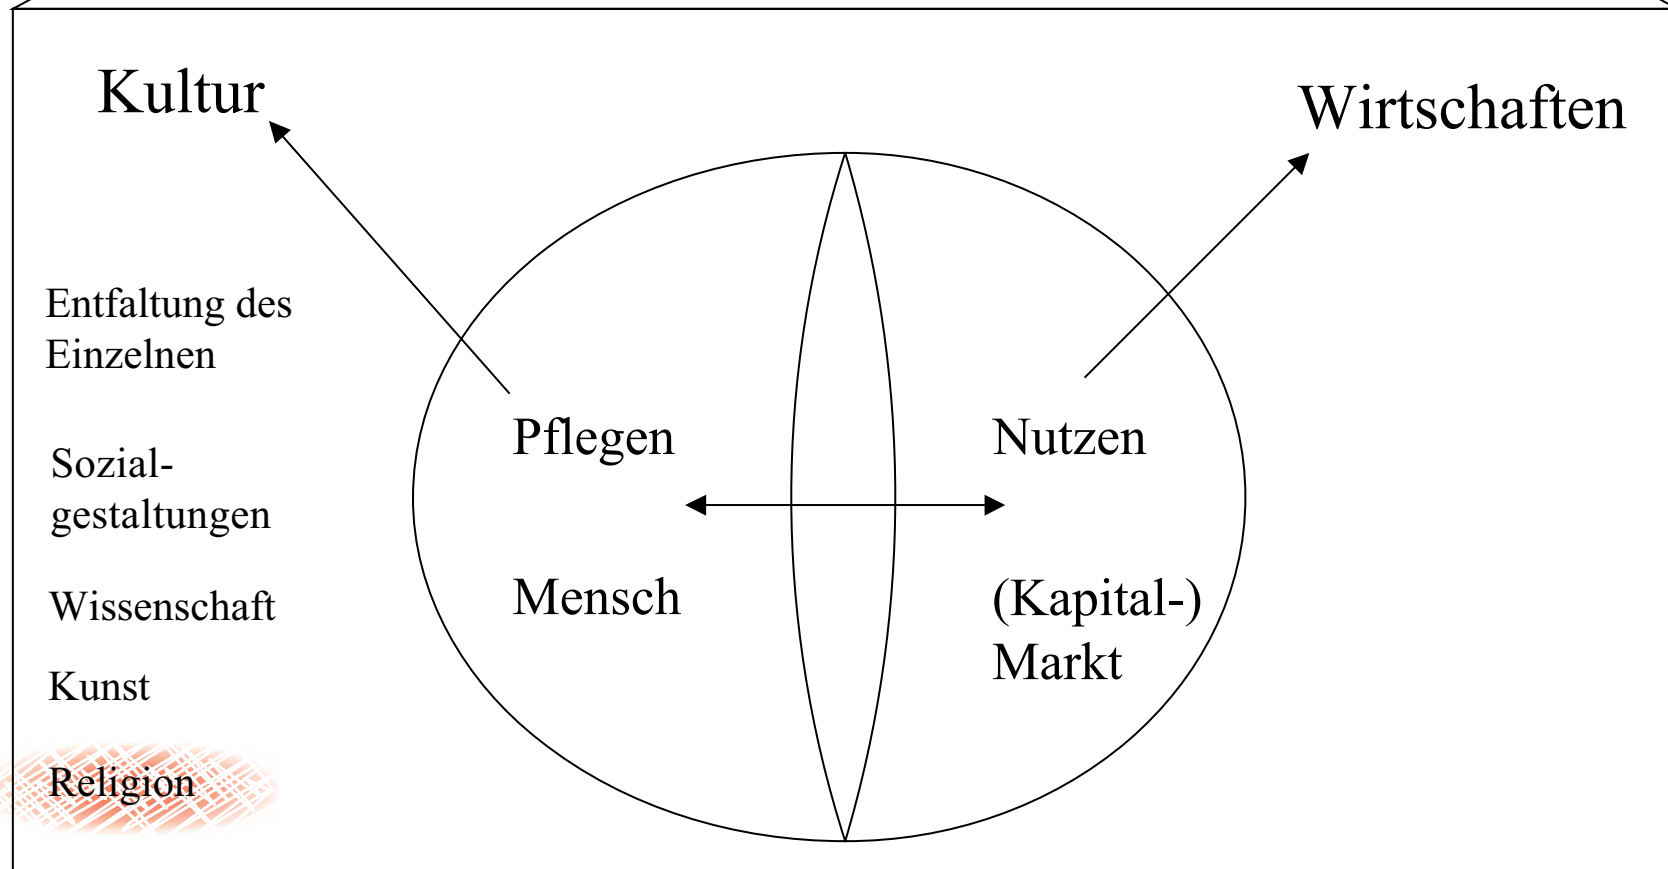 Kultur
Wirtschaften
Entfaltung des
Einzelnen
Sozial-
gestaltungen
Wissenschaft
Kunst
Religion
Pflegen
Mensch
Nutzen
(Kapital-)
Markt